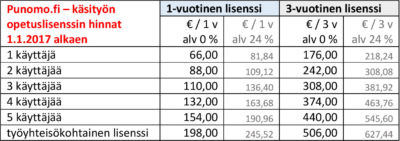 Punomo.fi – käsityön
opetuslisenssin hinnat
1.1.2017 alkaen
1-vuotinen lisenssi 3-vuotinen lisenssi
€ / 1 v € / 1 v € / 3 v € / 3 v
alv 0 % alv 24 % alv 0 % alv 24 %
1 käyttäjä 66,00 81,84 176,00 218,24
2 käyttäjää 88,00 109,12 242,00 308,08
3 käyttäjää 110,00 136,40 308,00 381,92
4 käyttäjää 132,00 163,68 374,00 463,76
5 käyttäjää 154,00 190,96 440,00 545,60
työyhteisökohtainen lisenssi 198,00 245,52 506,00 627,44